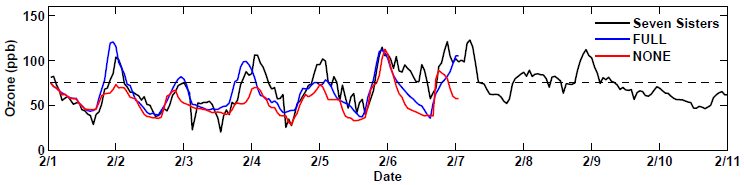 150
100
50
0
Ozone (ppb)
Seven Sisters
FULL
NONE
2/1 2/2 2/3 2/4 2/5 2/6 2/7 2/8 2/9 2/10 2/11
Date